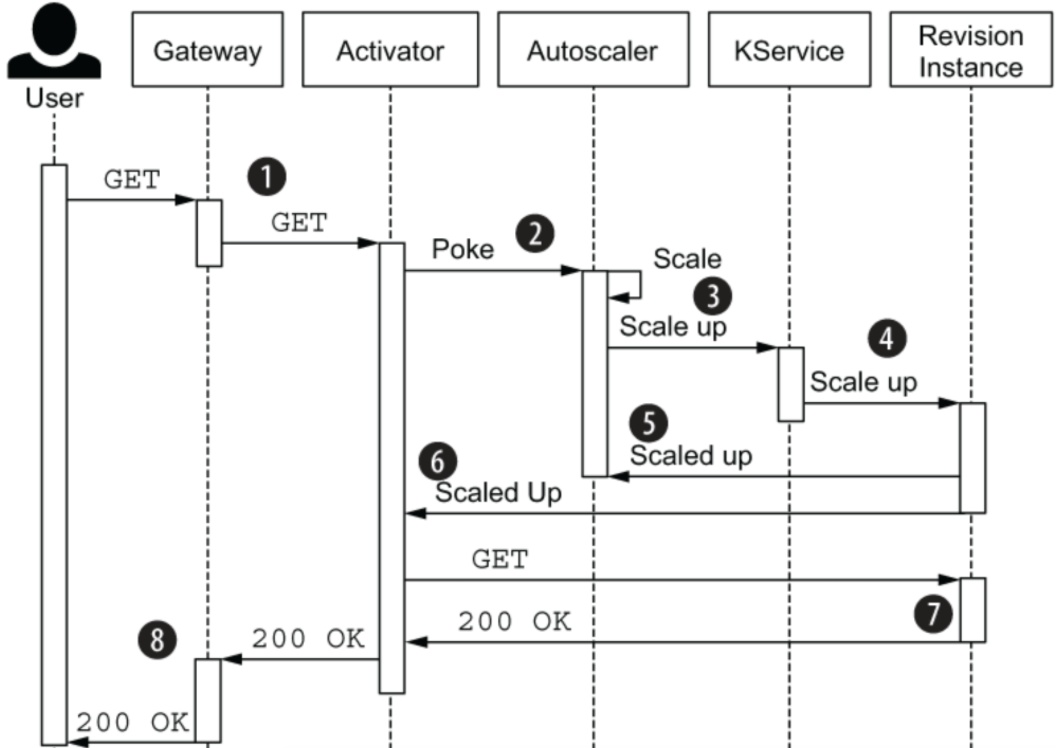 User
Gateway
Activator
Autoscaler
KService
Revision
Instance
GET
1
GET
Poke
2
Scale
3
Scale up
4
Scale up
5
Scaled up
6
Scaled Up
GET
7
200 OK
8
200 OK
200 OK